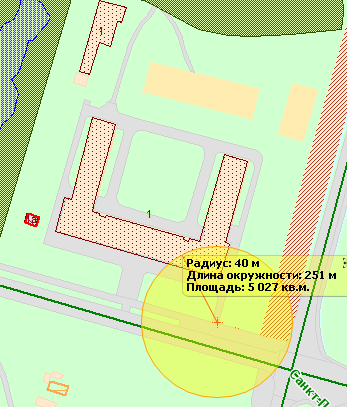 1
1
Радиус: 40 м
Длина окружности: 251 м
Площадь: 5 027 кв.м.
Санкт-П